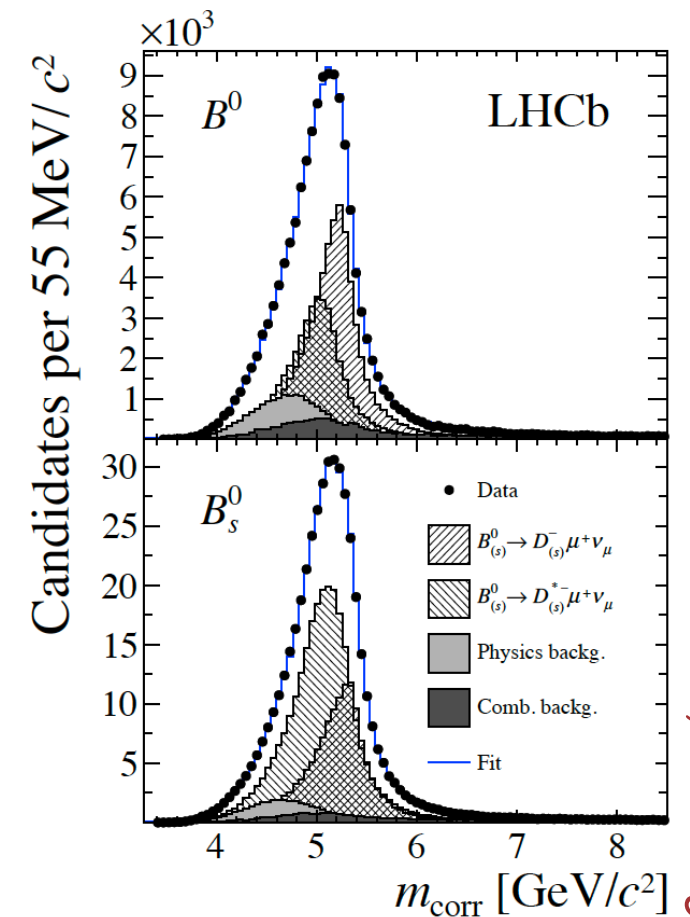 ×10³
Candidates per 55 MeV/c²
B⁰
LHCb
9
8
7
6
5
4
3
2
1
B⁰ₛ
30
25
20
15
10
5
Data
B⁰₍ₛ₎ → D⁻₍ₛ₎ μ⁺ν_μ
B⁰₍ₛ₎ → D*⁻₍ₛ₎ μ⁺ν_μ
Physics backg.
Comb. backg.
Fit
4 5 6 7 8
m_corr [GeV/c²]